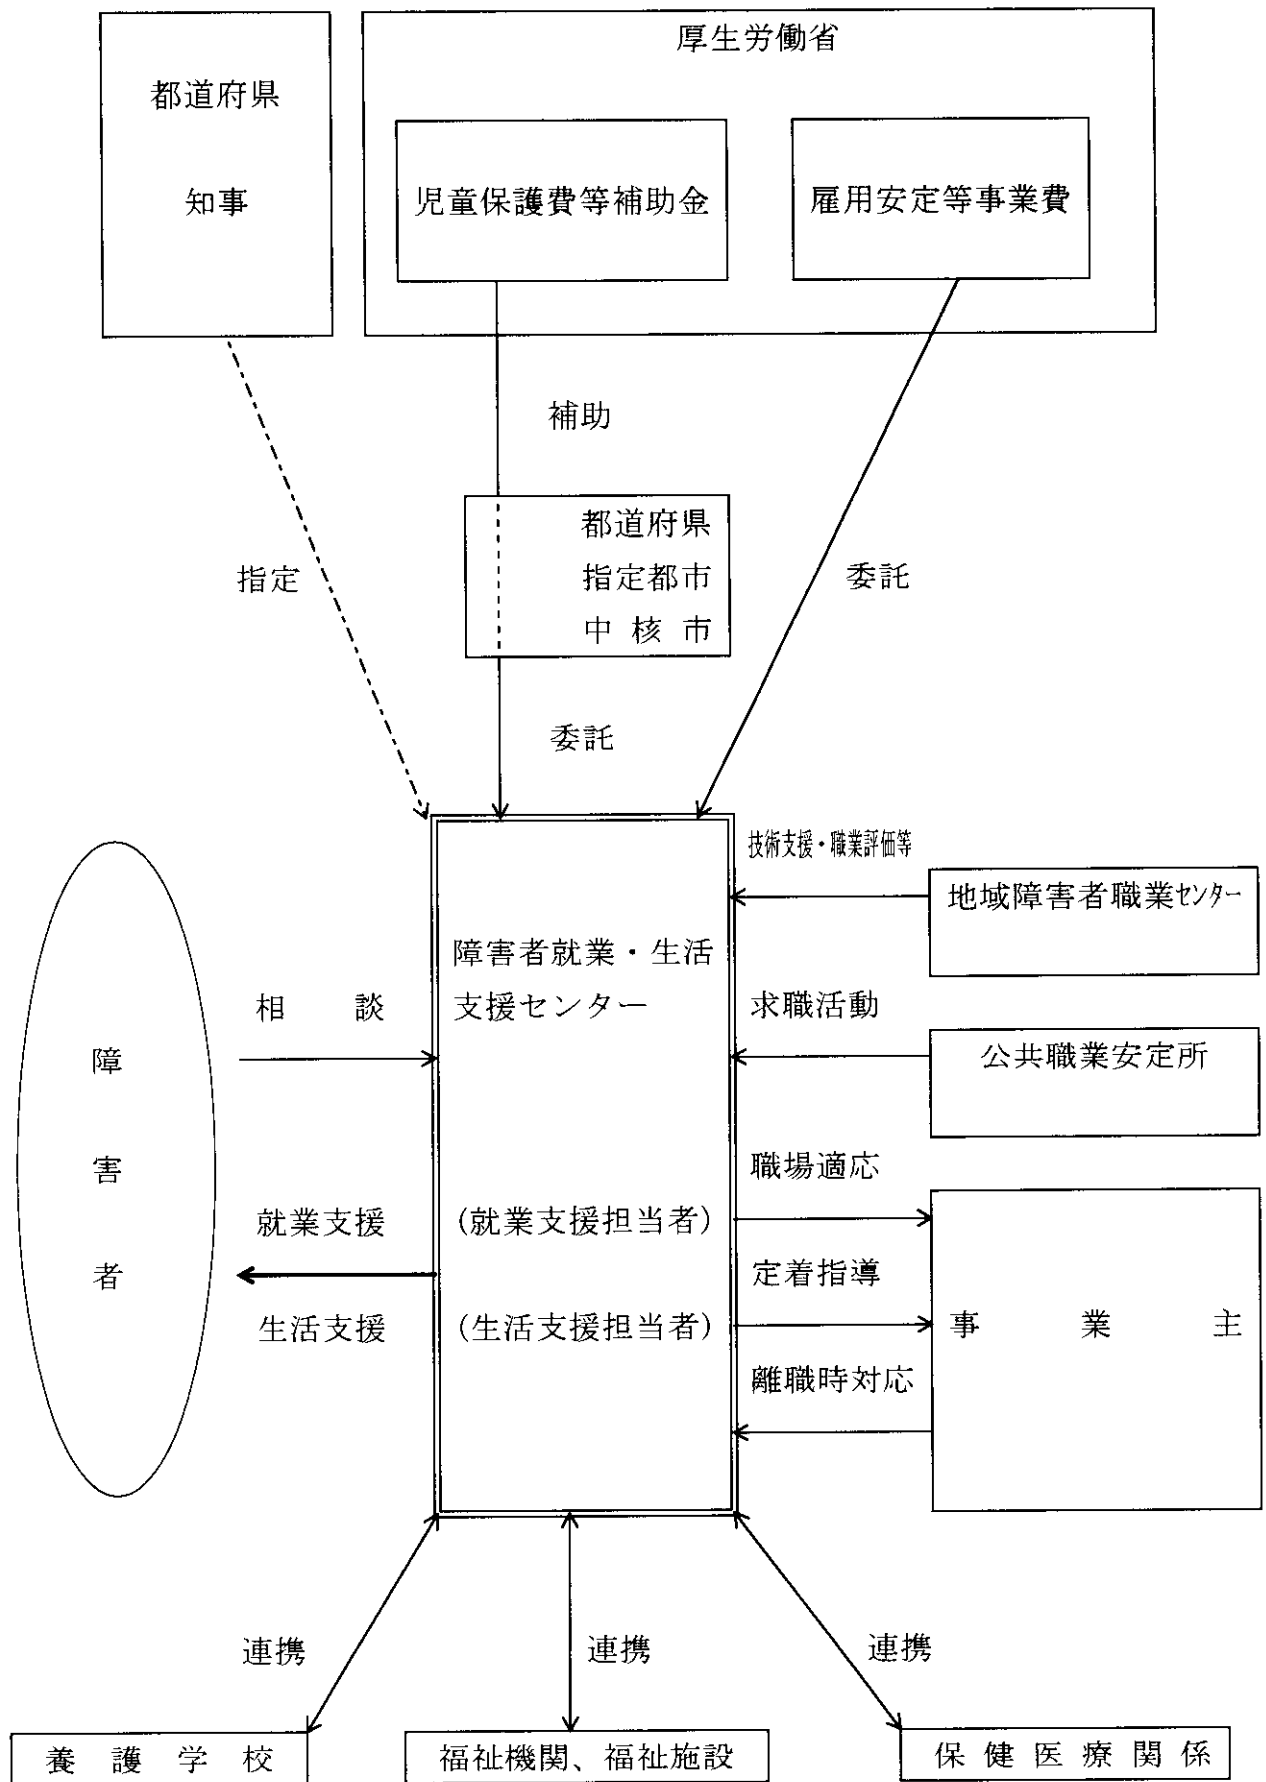 厚生労働省
都道府県
知事
児童保護費等補助金
雇用安定等事業費
補助
都道府県
指定都市
中核市
指定
委託
委託
技術支援・職業評価等
地域障害者職業センター
障害者就業・生活
支援センター
相談
求職活動
公共職業安定所
障害者
職場適応
就業支援
(就業支援担当者)
定着指導
生活支援
(生活支援担当者)
事業主
離職時対応
連携
連携
連携
養護学校
福祉機関、福祉施設
保健医療関係